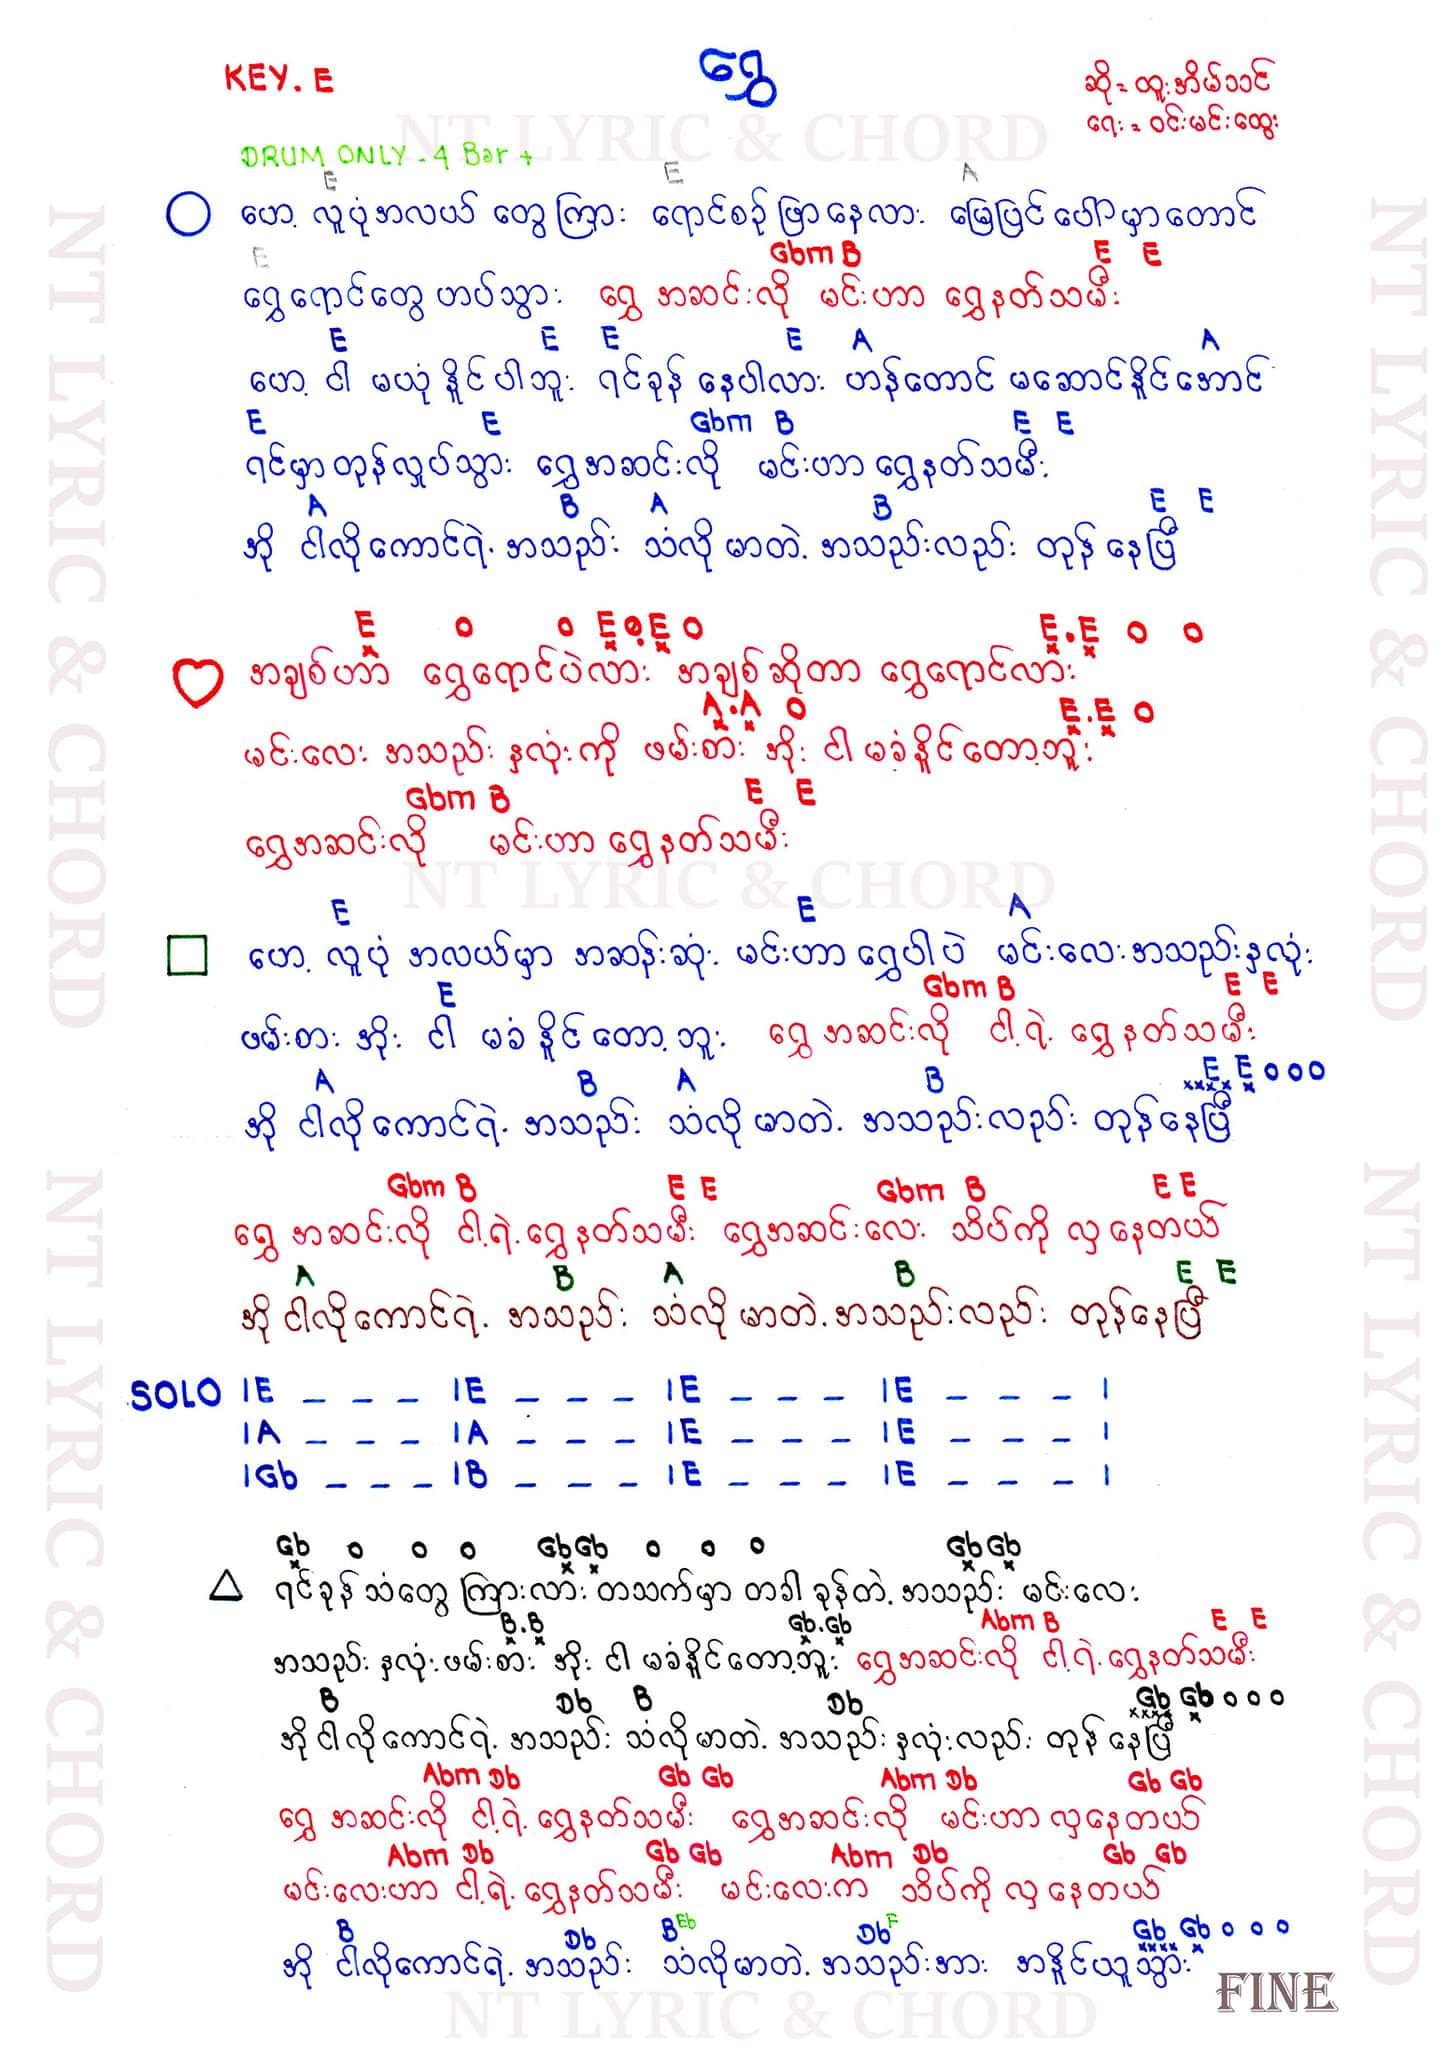 KEY. E
ရွှေ
ဆို = ထူးအိမ်သင်
ရေး = ဝင်းမင်းထွေး
NT LYRIC & CHORD
DRUM ONLY - 4 Bar +
E E A
ဟေ့ လူပုံအလယ် တွေ့ကြား ရောင်စဉ် ဖြာနေလား မြေပြင်ပေါ်မှာတောင်
E Gbm B E E
ရွှေရောင်တွေ ဟပ်သွား ရွှေ အဆင်းလို မင်းဟာ ရွှေနတ်သမီး
E E E E A A
ဟေ့ ငါ မယုံ နိူင်ပါဘူး ရင်ခုန် နေပါလား ဟန်တောင် မဆောင်နိူင်အောင်
E E Gbm B E E
ရင်မှာတုန်လှုပ်သွား ရွှေအဆင်းလို မင်းဟာ ရွှေနတ်သမီး
A B A B E E
အို ငါလိုကောင်ရဲ့ အသည်း သံလိုမာတဲ့ အသည်းလည်း တုန်နေပြီ
E O O E O E O E . E O O
အချစ်ဟာ ရွှေရောင်ပဲလား အချစ်ဆိုတာ ရွှေရောင်လား
A . A O E . E O
မင်းလေး အသည်း နှလုံးကို ဖမ်းစား အိုး ငါ မခံနိူင်တော့ဘူး
Gbm B E E
ရွှေအဆင်းလို မင်းဟာ ရွှေနတ်သမီး
NT LYRIC & CHORD
E E A
ဟေ့ လူပုံ အလယ်မှာ အဆန်းဆုံး မင်းဟာ ရွှေပါပဲ မင်းလေးအသည်းနှလုံး
E Gbm B E E
ဖမ်းစား အိုး ငါ မခံ နိူင်တော့ဘူး ရွှေအဆင်းလို ငါ့ရဲ့ ရွှေနတ်သမီး
A B A B E E O O O
အို ငါလိုကောင်ရဲ့ အသည်း သံလိုမာတဲ့ အသည်းလည်း တုန်နေပြီ
Gbm B E E Gbm B E E
ရွှေ အဆင်းလို ငါ့ရဲ့ ရွှေနတ်သမီး ရွှေအဆင်းလေး သိပ်ကို လှနေတယ်
A B A B E E
အို ငါလိုကောင်ရဲ့ အသည်း သံလိုမာတဲ့ အသည်းလည်း တုန်နေပြီ
SOLO | E _ _ _ | E _ _ _ | E _ _ _ | E _ _ _ |
| A _ _ _ | A _ _ _ | E _ _ _ | E _ _ _ |
| Gb _ _ _ | B _ _ _ | E _ _ _ | E _ _ _ |
Gb O O O Gb Gb O O O Gb Gb
ရင်ခုန်သံတွေ ကြားလား တသက်မှာ တခါ ခုန်တဲ့ အသည်း မင်းလေး
B . B Gb . Gb Abm B E E
အသည်း နှလုံးဖမ်းစား အိုး ငါ မခံနိူင်တော့ဘူး ရွှေအဆင်းလို ငါ့ရဲ့ ရွှေနတ်သမီး
B Db B Db Gb Gb O O O
အို ငါလိုကောင်ရဲ့ အသည်း သံလိုမာတဲ့ အသည်း နှလုံးလည်း တုန်နေပြီ
Abm Db Gb Gb Abm Db Gb Gb
ရွှေ အဆင်းလို ငါ့ရဲ့ ရွှေနတ်သမီး ရွှေအဆင်းလို မင်းဟာ လှနေတယ်
Abm Db Gb Gb Abm Db Gb Gb
မင်းလေးဟာ ငါ့ရဲ့ ရွှေနတ်သမီး မင်းလေးက သိပ်ကို လှနေတယ်
B Db B Eb Db F Gb Gb O O O
အို ငါလိုကောင်ရဲ့ အသည်း သံလိုမာတဲ့ အသည်းအား အနိူင်ယူသွား
FINE
NT LYRIC & CHORD
NT LYRIC & CHORD
NT LYRIC & CHORD
NT LYRIC & CHORD
NT LYRIC & CHORD